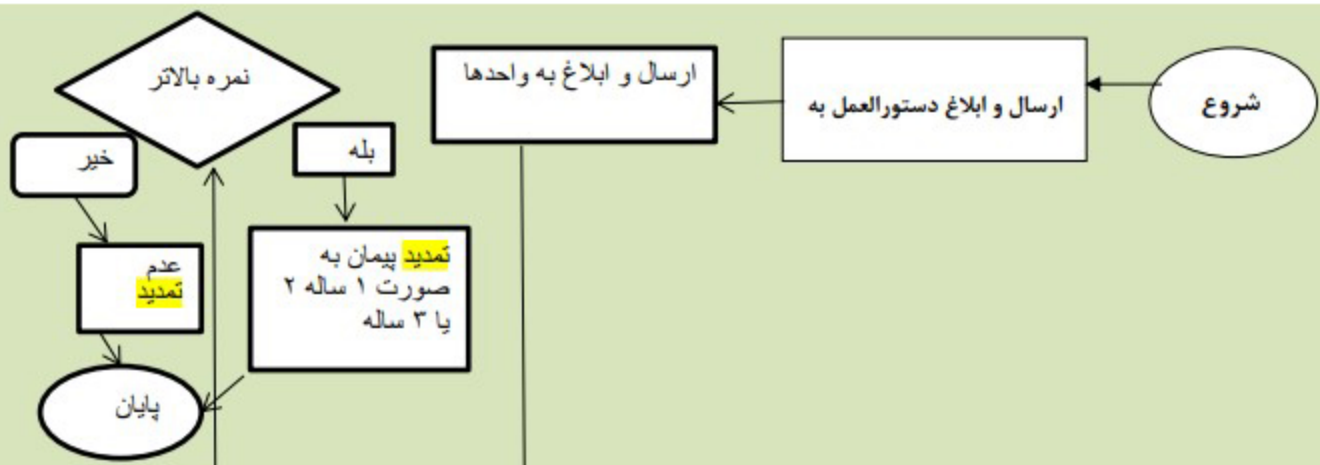 شروع
ارسال و ابلاغ دستورالعمل به
ارسال و ابلاغ به واحدها
نمره بالاتر
بله
خیر
تمدید پیمان به
صورت ۱ ساله ۲
یا ۳ ساله
عدم
تمدید
پایان